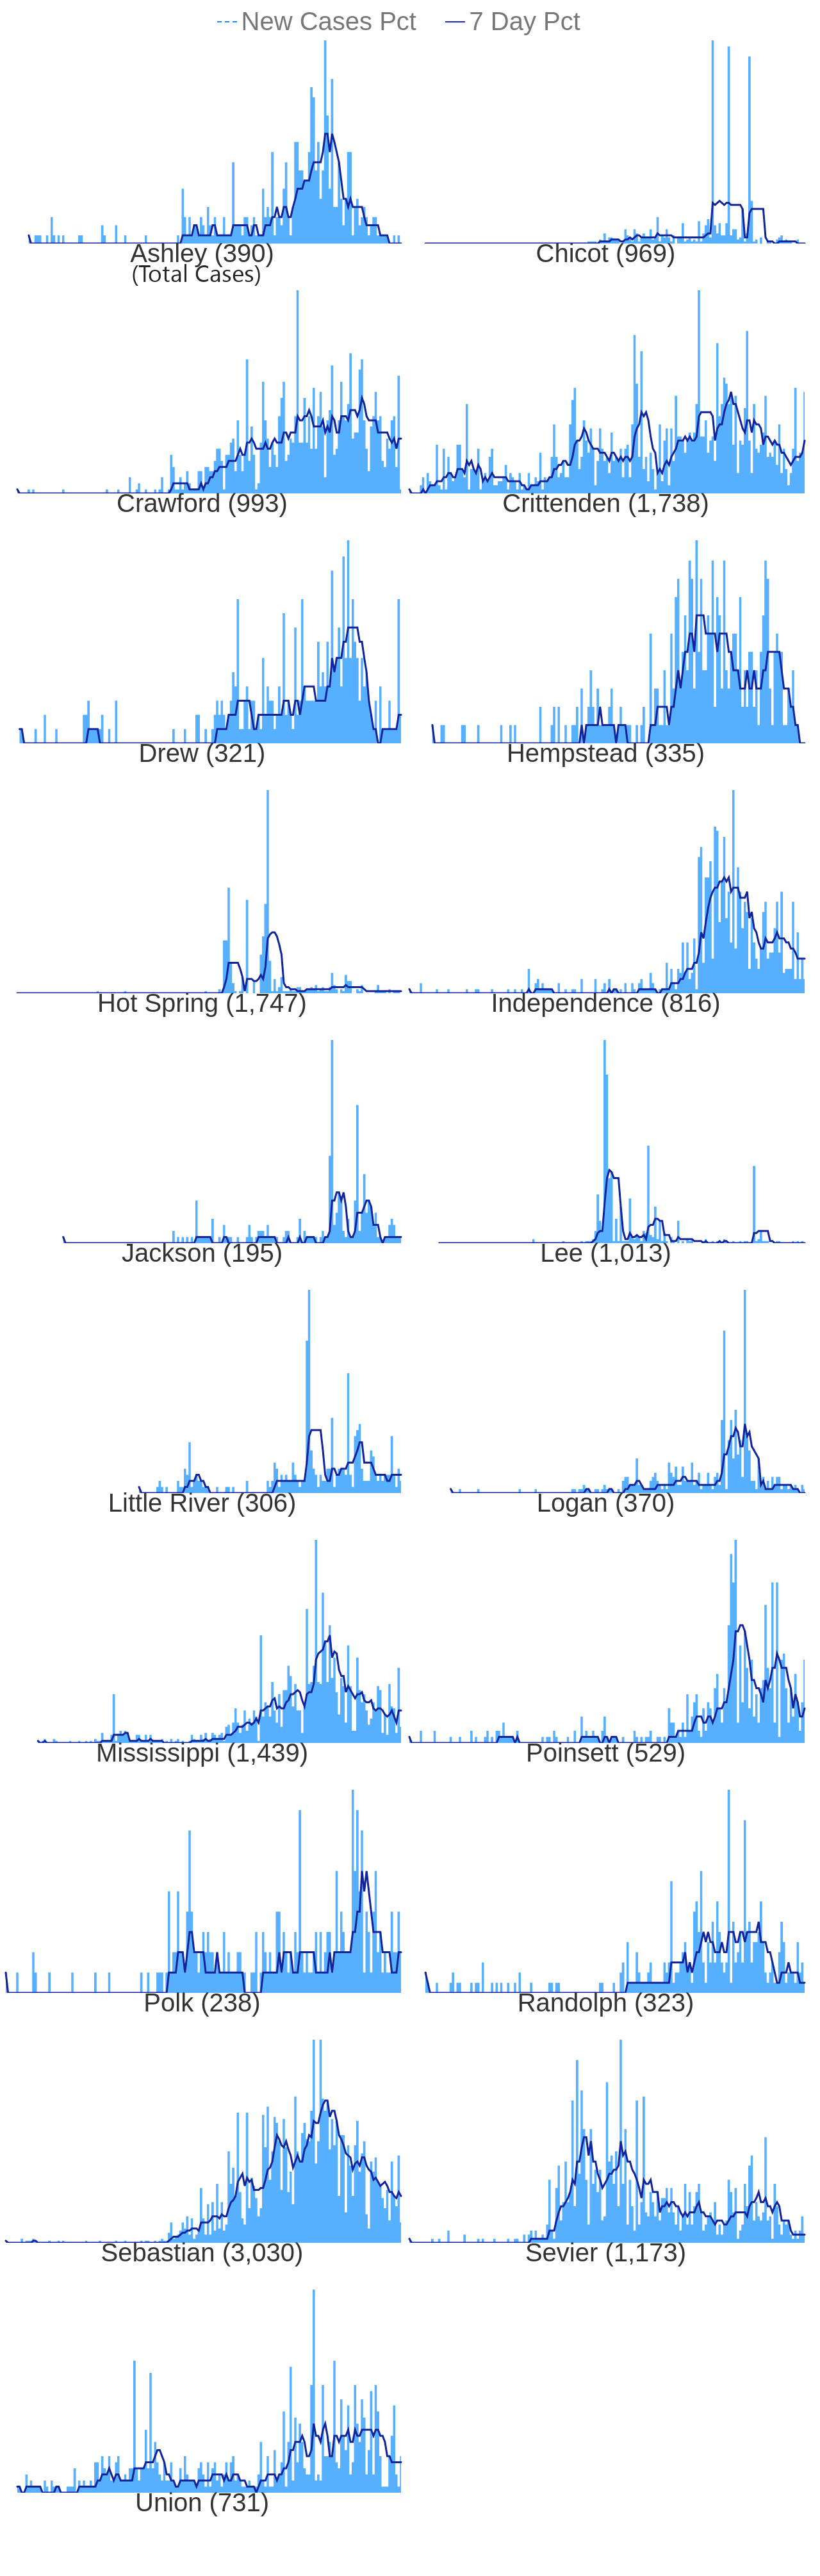 New Cases Pct 7 Day Pct
Ashley (390) Chicot (969)
(Total Cases)
Crawford (993) Crittenden (1,738)
Drew (321) Hempstead (335)
Hot Spring (1,747) Independence (816)
Jackson (195) Lee (1,013)
Little River (306) Logan (370)
Mississippi (1,439) Poinsett (529)
Polk (238) Randolph (323)
Sebastian (3,030) Sevier (1,173)
Union (731)